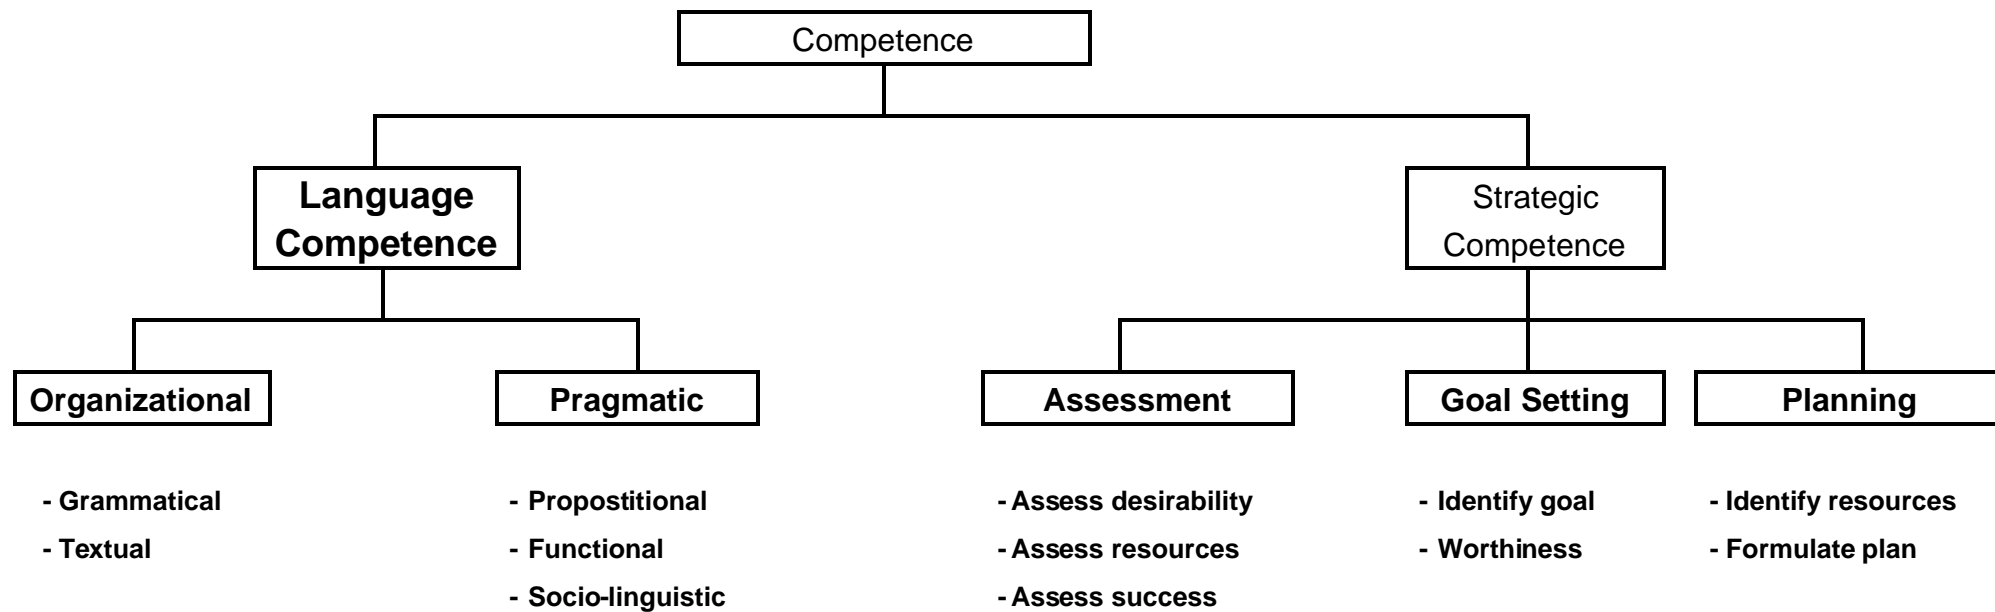 Competence
Language
Competence
Strategic
Competence
Organizational
Pragmatic
Assessment
Goal Setting
Planning
- Grammatical
- Textual
- Propostitional
- Functional
- Socio-linguistic
- Assess desirability
- Assess resources
- Assess success
- Identify goal
- Worthiness
- Identify resources
- Formulate plan